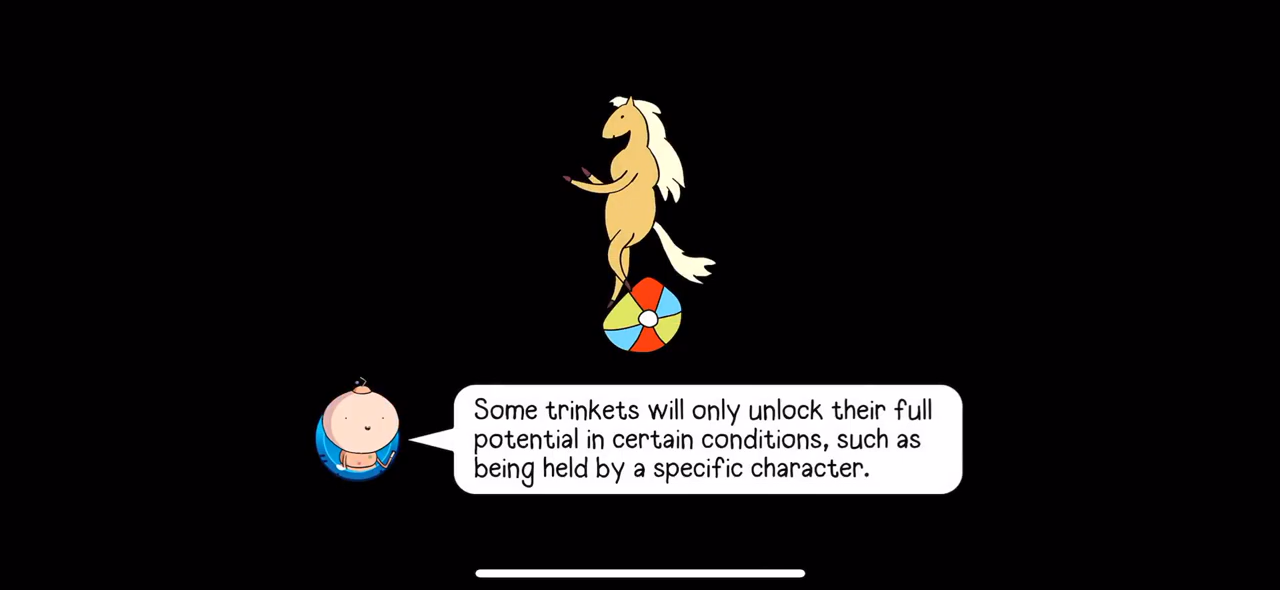 Some trinkets will only unlock their full
potential in certain conditions, such as
being held by a specific character.